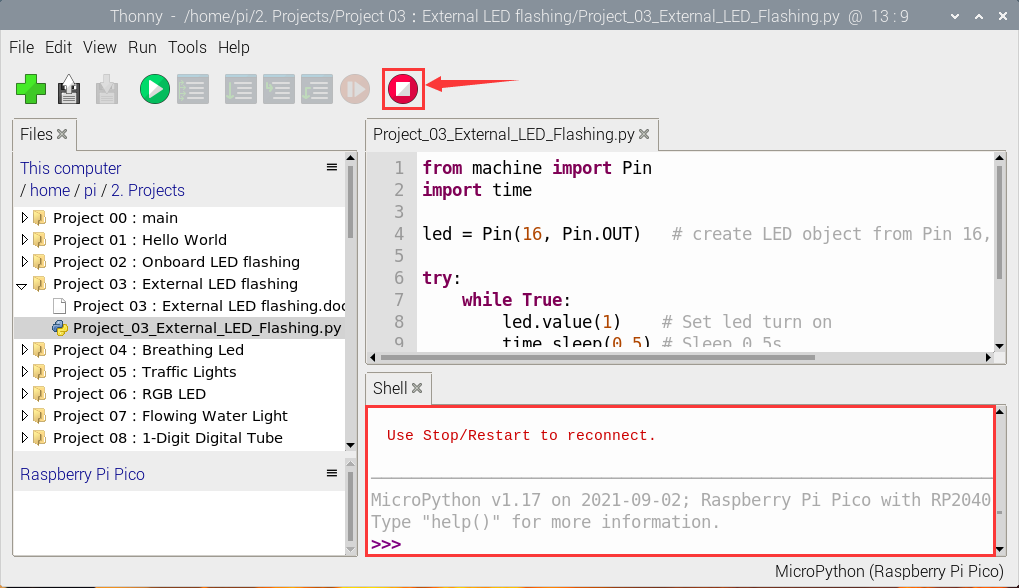 Thonny - /home/pi/2. Projects/Project 03 : External LED flashing/Project_03_External_LED_Flashing.py @ 13 : 9
File Edit View Run Tools Help
Files
This computer
/ home / pi / 2. Projects
Project 00 : main
Project 01 : Hello World
Project 02 : Onboard LED flashing
Project 03 : External LED flashing
Project 03 : External LED flashing.doc
Project_03_External_LED_Flashing.py
Project 04 : Breathing Led
Project 05 : Traffic Lights
Project 06 : RGB LED
Project 07 : Flowing Water Light
Project 08 : 1-Digit Digital Tube
Raspberry Pi Pico
Project_03_External_LED_Flashing.py
1 from machine import Pin
2 import time
3
4 led = Pin(16, Pin.OUT) # create LED object from Pin 16,
5
6 try:
7 while True:
8 led.value(1) # Set led turn on
9 time.sleep(0.5) # Sleep 0.5s
Shell
Use Stop/Restart to reconnect.
MicroPython v1.17 on 2021-09-02; Raspberry Pi Pico with RP2040
Type "help()" for more information.
>>>
MicroPython (Raspberry Pi Pico)